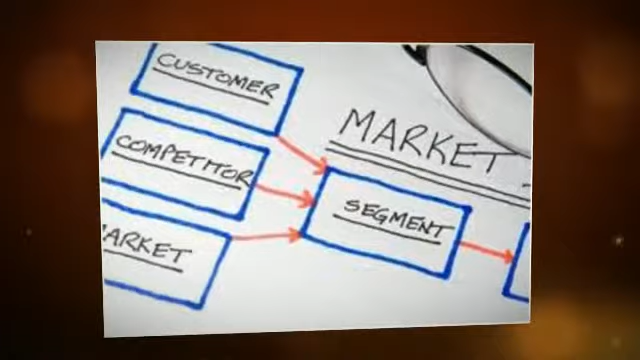 CUSTOMER
COMPETITOR
ARKET
MARKET
SEGMENT